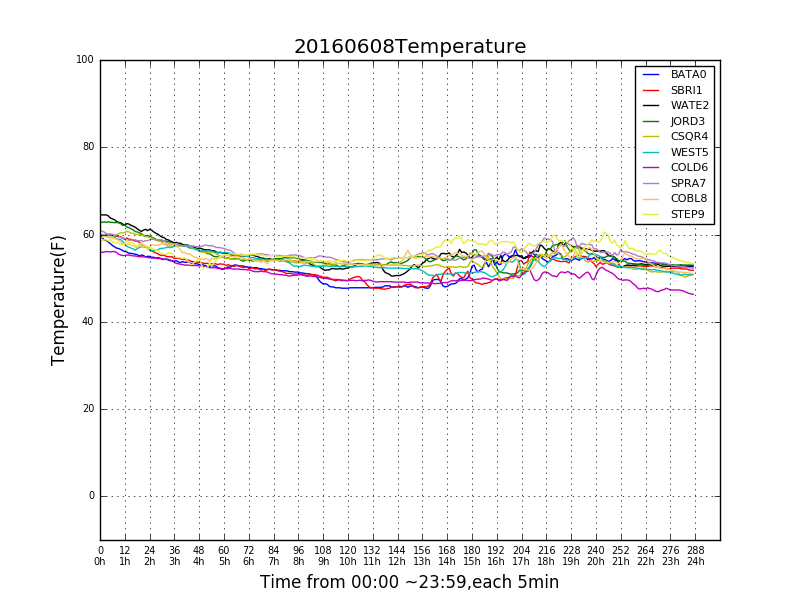 20160608Temperature
100
80
60
40
20
0
Temperature(F)
BATA0
SBRI1
WATE2
JORD3
CSQR4
WEST5
COLD6
SPRA7
COBL8
STEP9
0 12 24 36 48 60 72 84 96 108 120 132 144 156 168 180 192 204 216 228 240 252 264 276 288
0h 1h 2h 3h 4h 5h 6h 7h 8h 9h 10h 11h 12h 13h 14h 15h 16h 17h 18h 19h 20h 21h 22h 23h 24h
Time from 00:00 ~23:59,each 5min